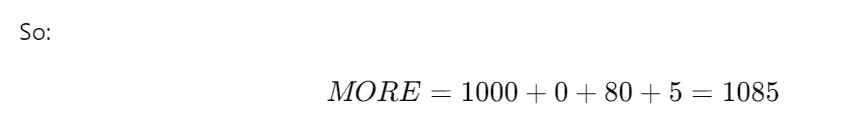 So:
MORE = 1000 + 0 + 80 + 5 = 1085